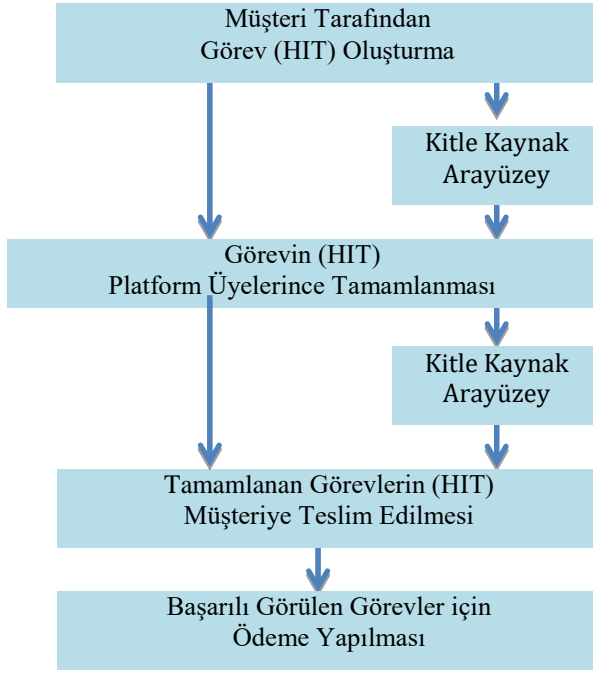 Müşteri Tarafından
Görev (HIT) Oluşturma
Kitle Kaynak
Arayüzey
Görevin (HIT)
Platform Üyelerince Tamamlanması
Kitle Kaynak
Arayüzey
Tamamlanan Görevlerin (HIT)
Müşteriye Teslim Edilmesi
Başarılı Görülen Görevler için
Ödeme Yapılması